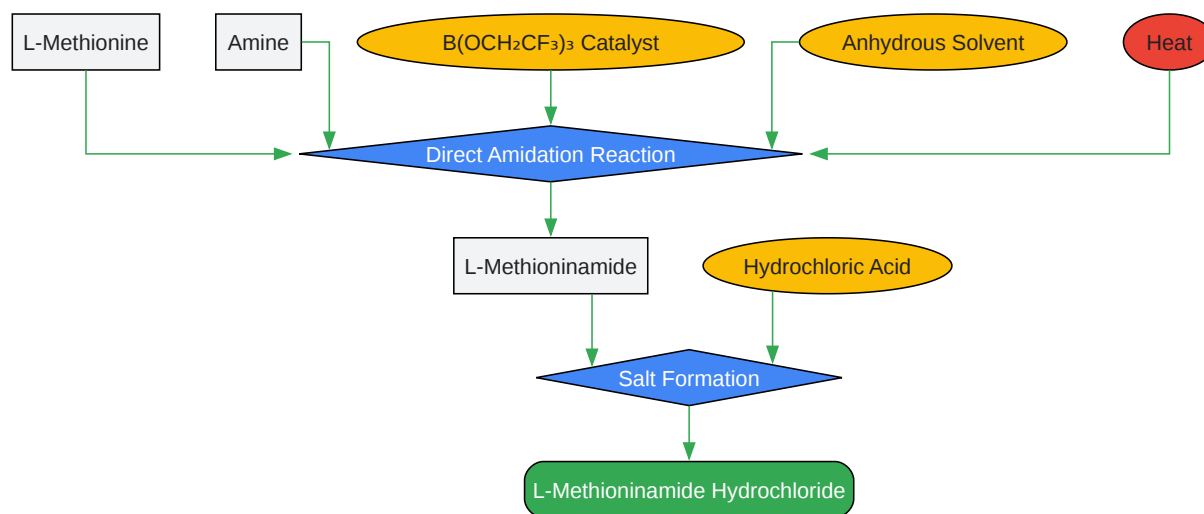 L-Methionine
Amine
B(OCH₂CF₃)₃ Catalyst
Anhydrous Solvent
Heat
Direct Amidation Reaction
L-Methioninamide
Hydrochloric Acid
Salt Formation
L-Methioninamide Hydrochloride